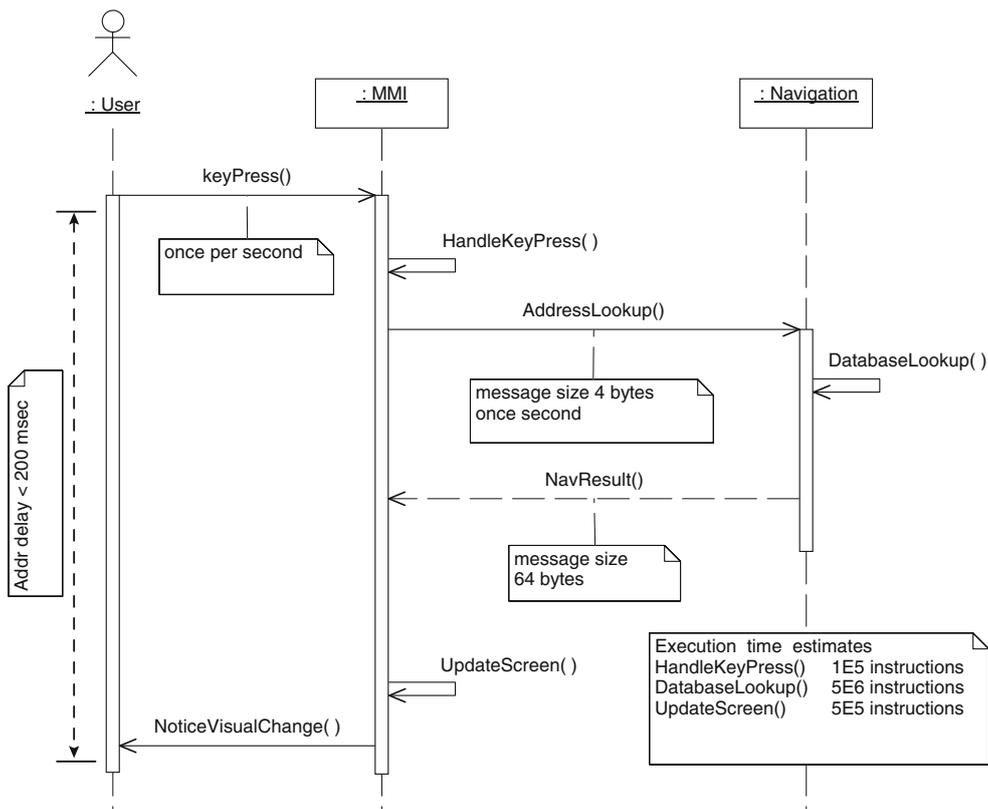 : User
: MMI
: Navigation
keyPress()
once per second
HandleKeyPress( )
AddressLookup()
DatabaseLookup( )
message size 4 bytes
once second
Addr delay < 200 msec
NavResult()
message size
64 bytes
Execution time estimates
HandleKeyPress() 1E5 instructions
DatabaseLookup() 5E6 instructions
UpdateScreen() 5E5 instructions
UpdateScreen( )
NoticeVisualChange( )